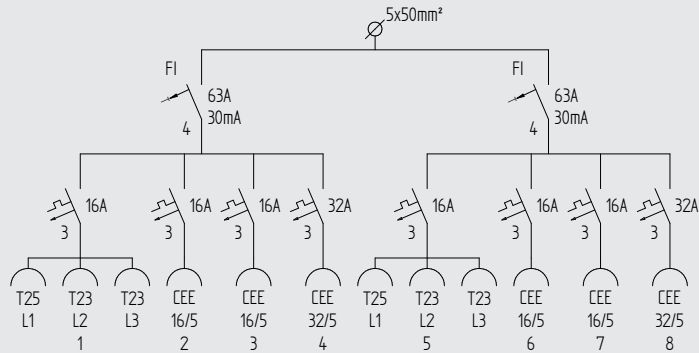 5x50mm²
FI FI
63A 63A
30mA 30mA
4 4
16A 16A 16A 32A 16A 16A 16A 32A
3 3 3 3 3 3 3 3
T25 T23 T23 CEE CEE CEE T25 T23 T23 CEE CEE CEE
L1 L2 L3 16/5 16/5 32/5 L1 L2 L3 16/5 16/5 32/5
1 2 3 4 5 6 7 8